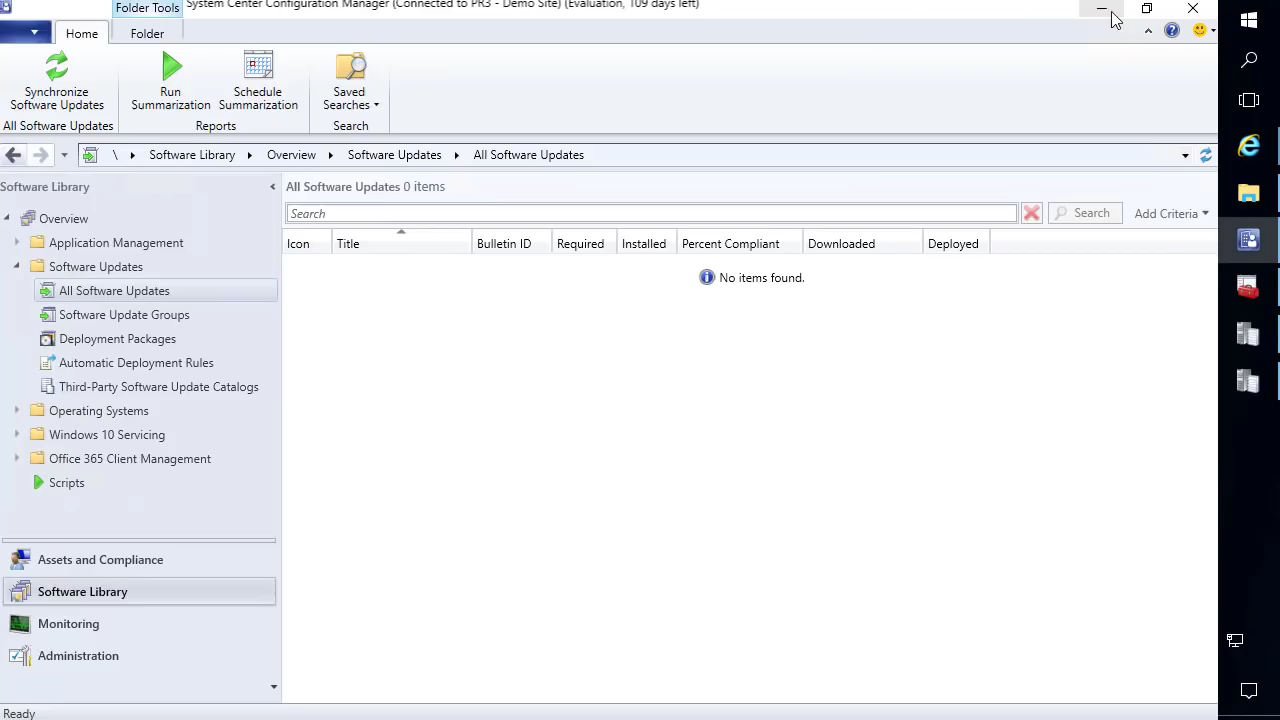 Folder Tools
System Center Configuration Manager (Connected to PR3 - Demo Site) (Evaluation, 109 days left)
Home
Folder
Synchronize
Software Updates
Run
Summarization
Schedule
Summarization
Saved
Searches
All Software Updates
Reports
Search
\ Software Library Overview Software Updates All Software Updates
Software Library
Overview
Application Management
Software Updates
All Software Updates
Software Update Groups
Deployment Packages
Automatic Deployment Rules
Third-Party Software Update Catalogs
Operating Systems
Windows 10 Servicing
Office 365 Client Management
Scripts
Assets and Compliance
Software Library
Monitoring
Administration
All Software Updates 0 items
Search
Search
Add Criteria
Icon Title Bulletin ID Required Installed Percent Compliant Downloaded Deployed
No items found.
Ready